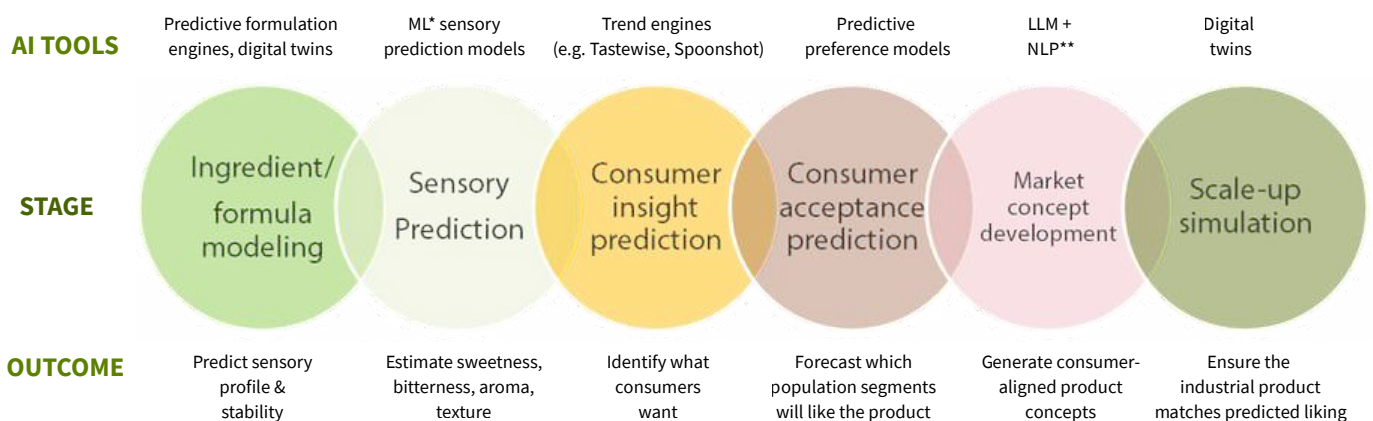 AI TOOLS
Predictive formulation
engines, digital twins
ML* sensory
prediction models
Trend engines
(e.g. Tastewise, Spoonshot)
Predictive
preference models
LLM +
NLP**
Digital
twins
STAGE
Ingredient/
formula
modeling
Sensory
Prediction
Consumer
insight
prediction
Consumer
acceptance
prediction
Market
concept
development
Scale-up
simulation
OUTCOME
Predict sensory
profile &
stability
Estimate sweetness,
bitterness, aroma,
texture
Identify what
consumers
want
Forecast which
population segments
will like the product
Generate consumer-
aligned product
concepts
Ensure the
industrial product
matches predicted liking